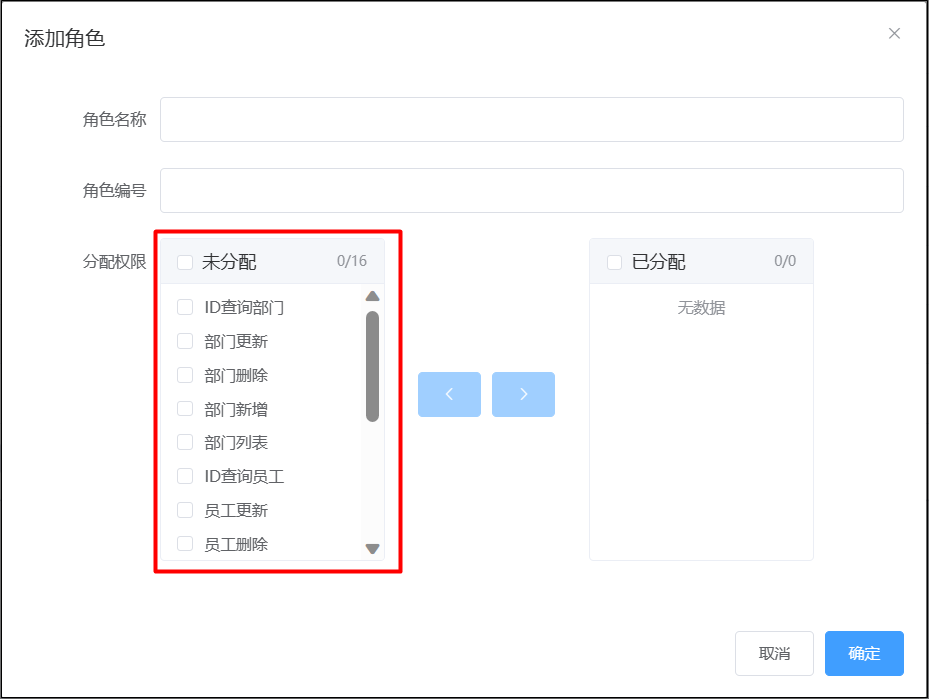 添加角色
角色名称
角色编号
分配权限
未分配 0/16
ID查询部门
部门更新
部门删除
部门新增
部门列表
ID查询员工
员工更新
员工删除
已分配 0/0
无数据
取消 确定